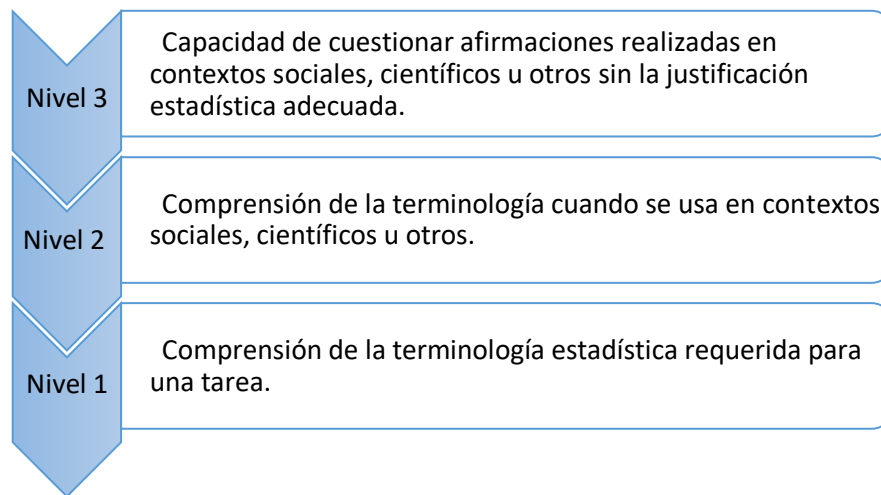 Nivel 3
Capacidad de cuestionar afirmaciones realizadas en
contextos sociales, científicos u otros sin la justificación
estadística adecuada.
Nivel 2
Comprensión de la terminología cuando se usa en contextos
sociales, científicos u otros.
Nivel 1
Comprensión de la terminología estadística requerida para
una tarea.